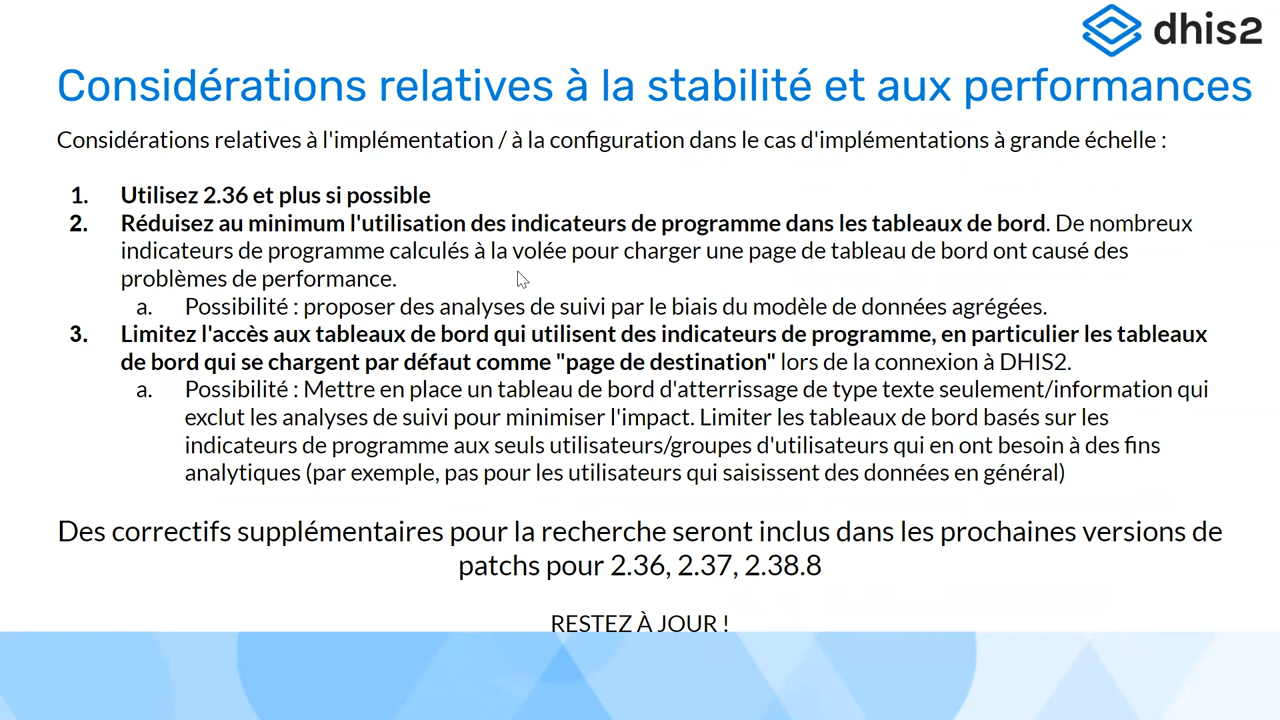 dhis2
Considérations relatives à la stabilité et aux performances
Considérations relatives à l'implémentation / à la configuration dans le cas d'implémentations à grande échelle :
1. Utilisez 2.36 et plus si possible
2. Réduisez au minimum l'utilisation des indicateurs de programme dans les tableaux de bord. De nombreux
indicateurs de programme calculés à la volée pour charger une page de tableau de bord ont causé des
problèmes de performance.
a. Possibilité : proposer des analyses de suivi par le biais du modèle de données agrégées.
3. Limitez l'accès aux tableaux de bord qui utilisent des indicateurs de programme, en particulier les tableaux
de bord qui se chargent par défaut comme "page de destination" lors de la connexion à DHIS2.
a. Possibilité : Mettre en place un tableau de bord d'atterrissage de type texte seulement/information qui
exclut les analyses de suivi pour minimiser l'impact. Limiter les tableaux de bord basés sur les
indicateurs de programme aux seuls utilisateurs/groupes d'utilisateurs qui en ont besoin à des fins
analytiques (par exemple, pas pour les utilisateurs qui saisissent des données en général)
Des correctifs supplémentaires pour la recherche seront inclus dans les prochaines versions de
patchs pour 2.36, 2.37, 2.38.8
RESTEZ À JOUR !